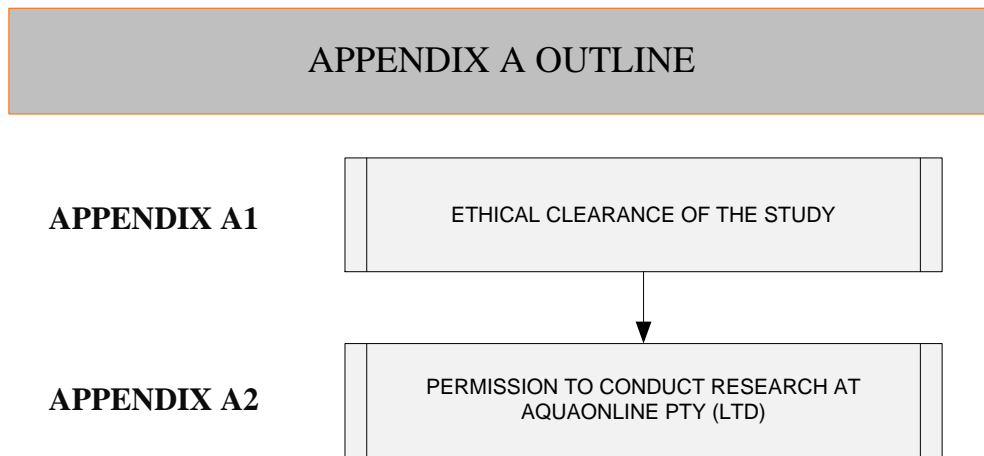 APPENDIX A OUTLINE
APPENDIX A1
ETHICAL CLEARANCE OF THE STUDY
APPENDIX A2
PERMISSION TO CONDUCT RESEARCH AT
AQUAONLINE PTY (LTD)